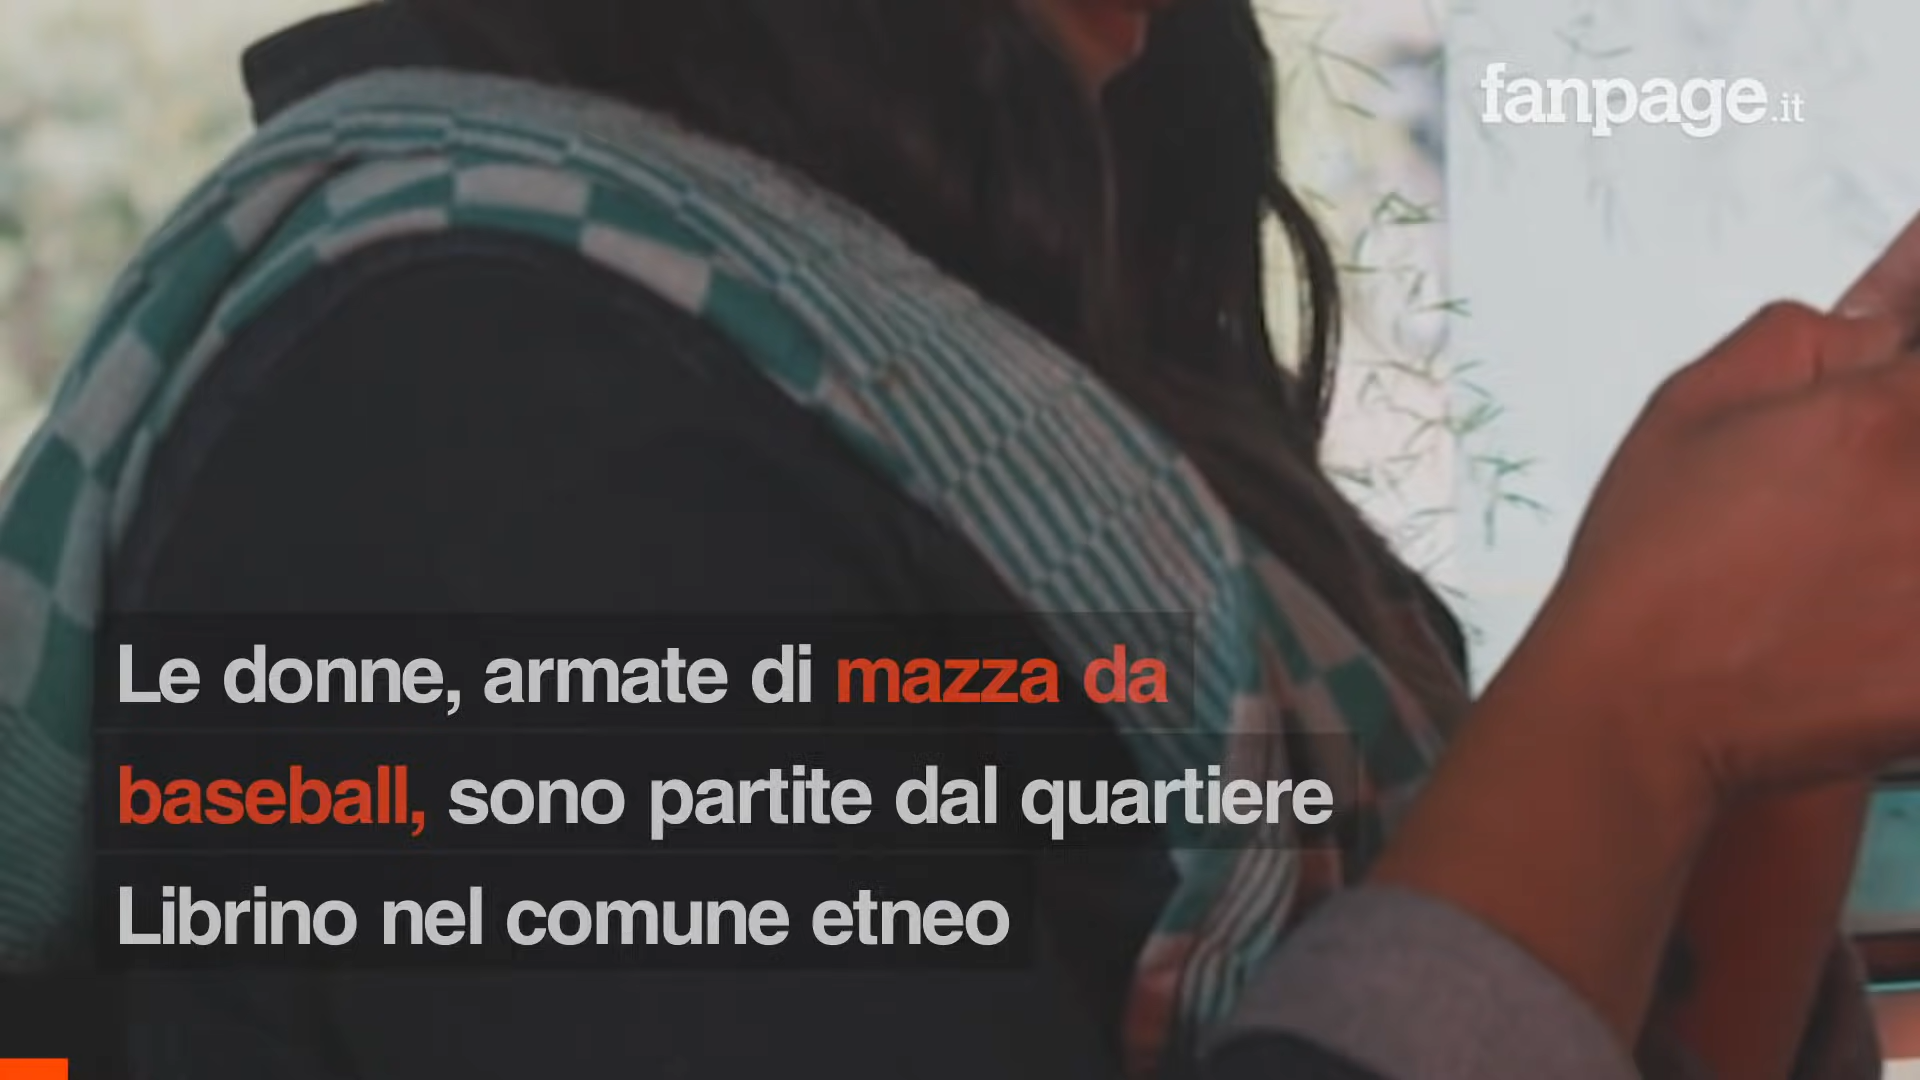 fanpage.it
Le donne, armate di mazza da
baseball, sono partite dal quartiere
Librino nel comune etneo